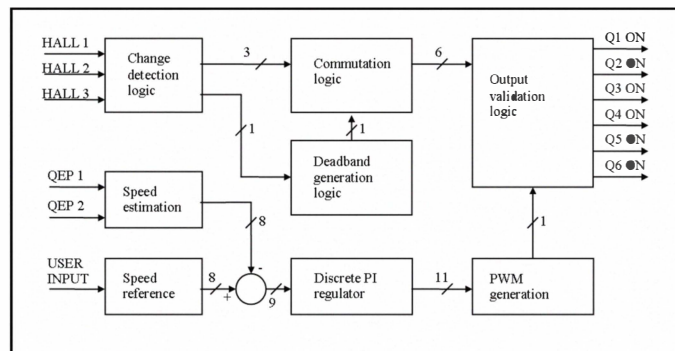 HALL 1
HALL 2
HALL 3
Change
detection
logic
3
Commutation
logic
6
Output
validation
logic
Q1 ON
Q2 ON
Q3 ON
Q4 ON
Q5 ON
Q6 ON
1
1
Deadband
generation
logic
QEP 1
QEP 2
Speed
estimation
8
-
1
USER
INPUT
Speed
reference
8
+
9
Discrete PI
regulator
11
PWM
generation